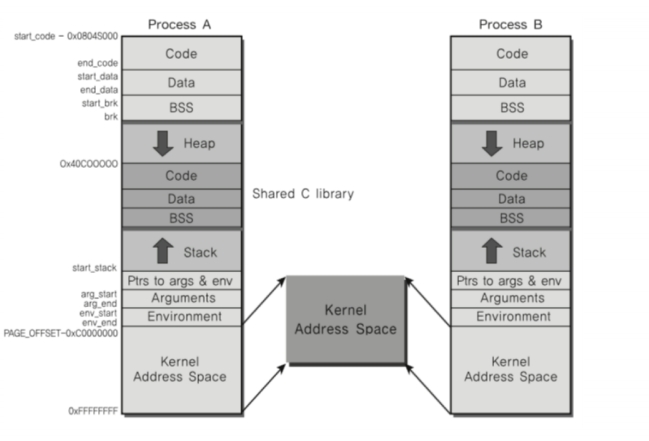 Process A
Process B
start_code - 0x0804S000
Code
Code
end_code
start_data
Data
Data
end_data
start_brk
BSS
BSS
brk
Heap
Heap
0x40C00000
Code
Code
Data
Data
Shared C library
BSS
BSS
Stack
Stack
start_stack
Ptrs to args & env
Ptrs to args & env
arg_start
Arguments
Arguments
arg_end
env_start
Environment
Environment
env_end
Kernel
Address Space
PAGE_OFFSET-0xC0000000
Kernel
Address Space
Kernel
Address Space
0xFFFFFFFF